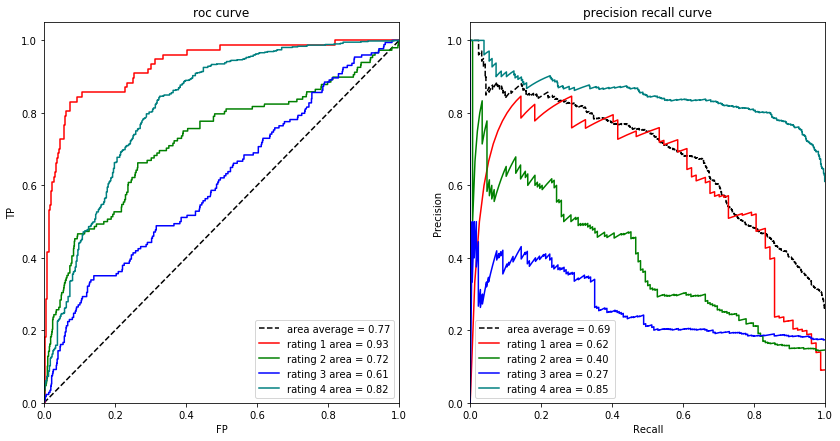 roc curve
TP
1.0
0.8
0.6
0.4
0.2
0.0
area average = 0.77
rating 1 area = 0.93
rating 2 area = 0.72
rating 3 area = 0.61
rating 4 area = 0.82
0.0 0.2 0.4 0.6 0.8 1.0
FP
precision recall curve
Precision
1.0
0.8
0.6
0.4
0.2
0.0
area average = 0.69
rating 1 area = 0.62
rating 2 area = 0.40
rating 3 area = 0.27
rating 4 area = 0.85
0.0 0.2 0.4 0.6 0.8 1.0
Recall